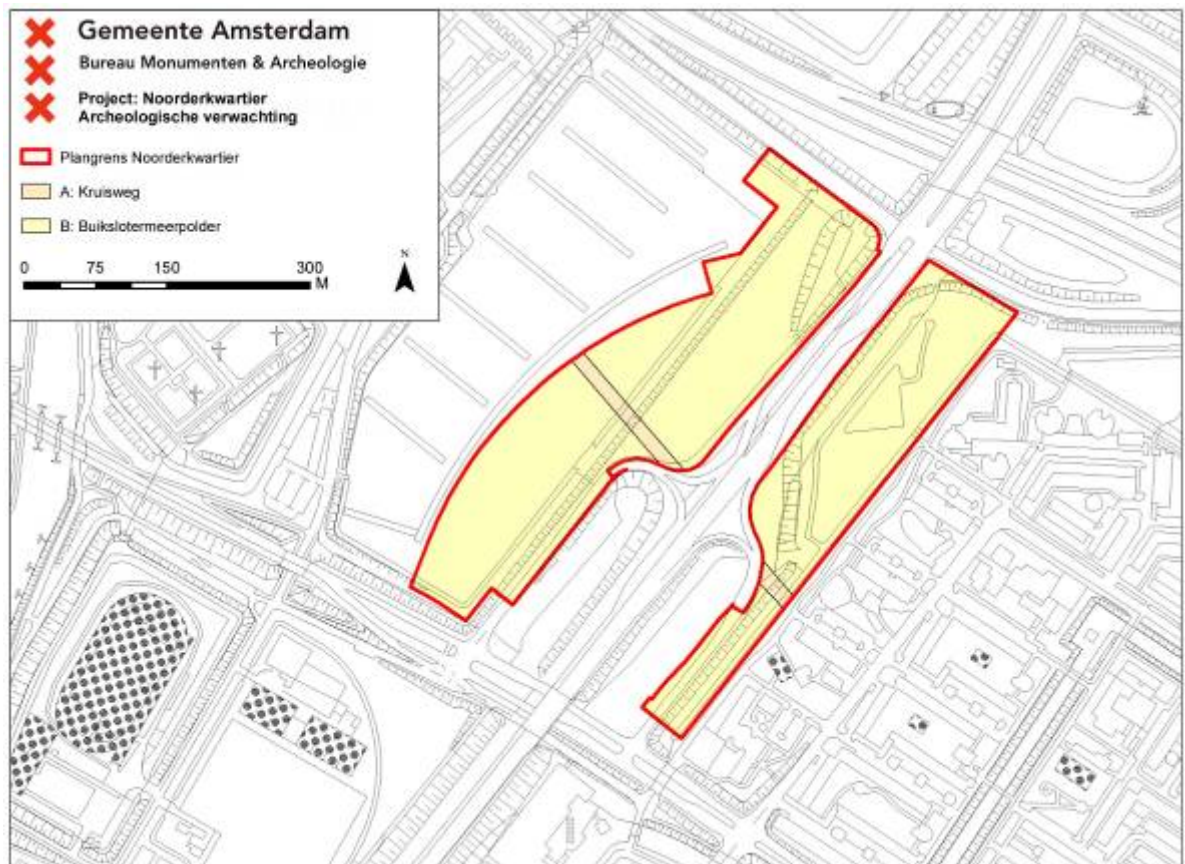 Gemeente Amsterdam
Bureau Monumenten & Archeologie
Project: Noorderkwartier
Archeologische verwachting
Plangrens Noorderkwartier
A: Kruisweg
B: Buikslotermeerpolder
0 75 150 300
M
N